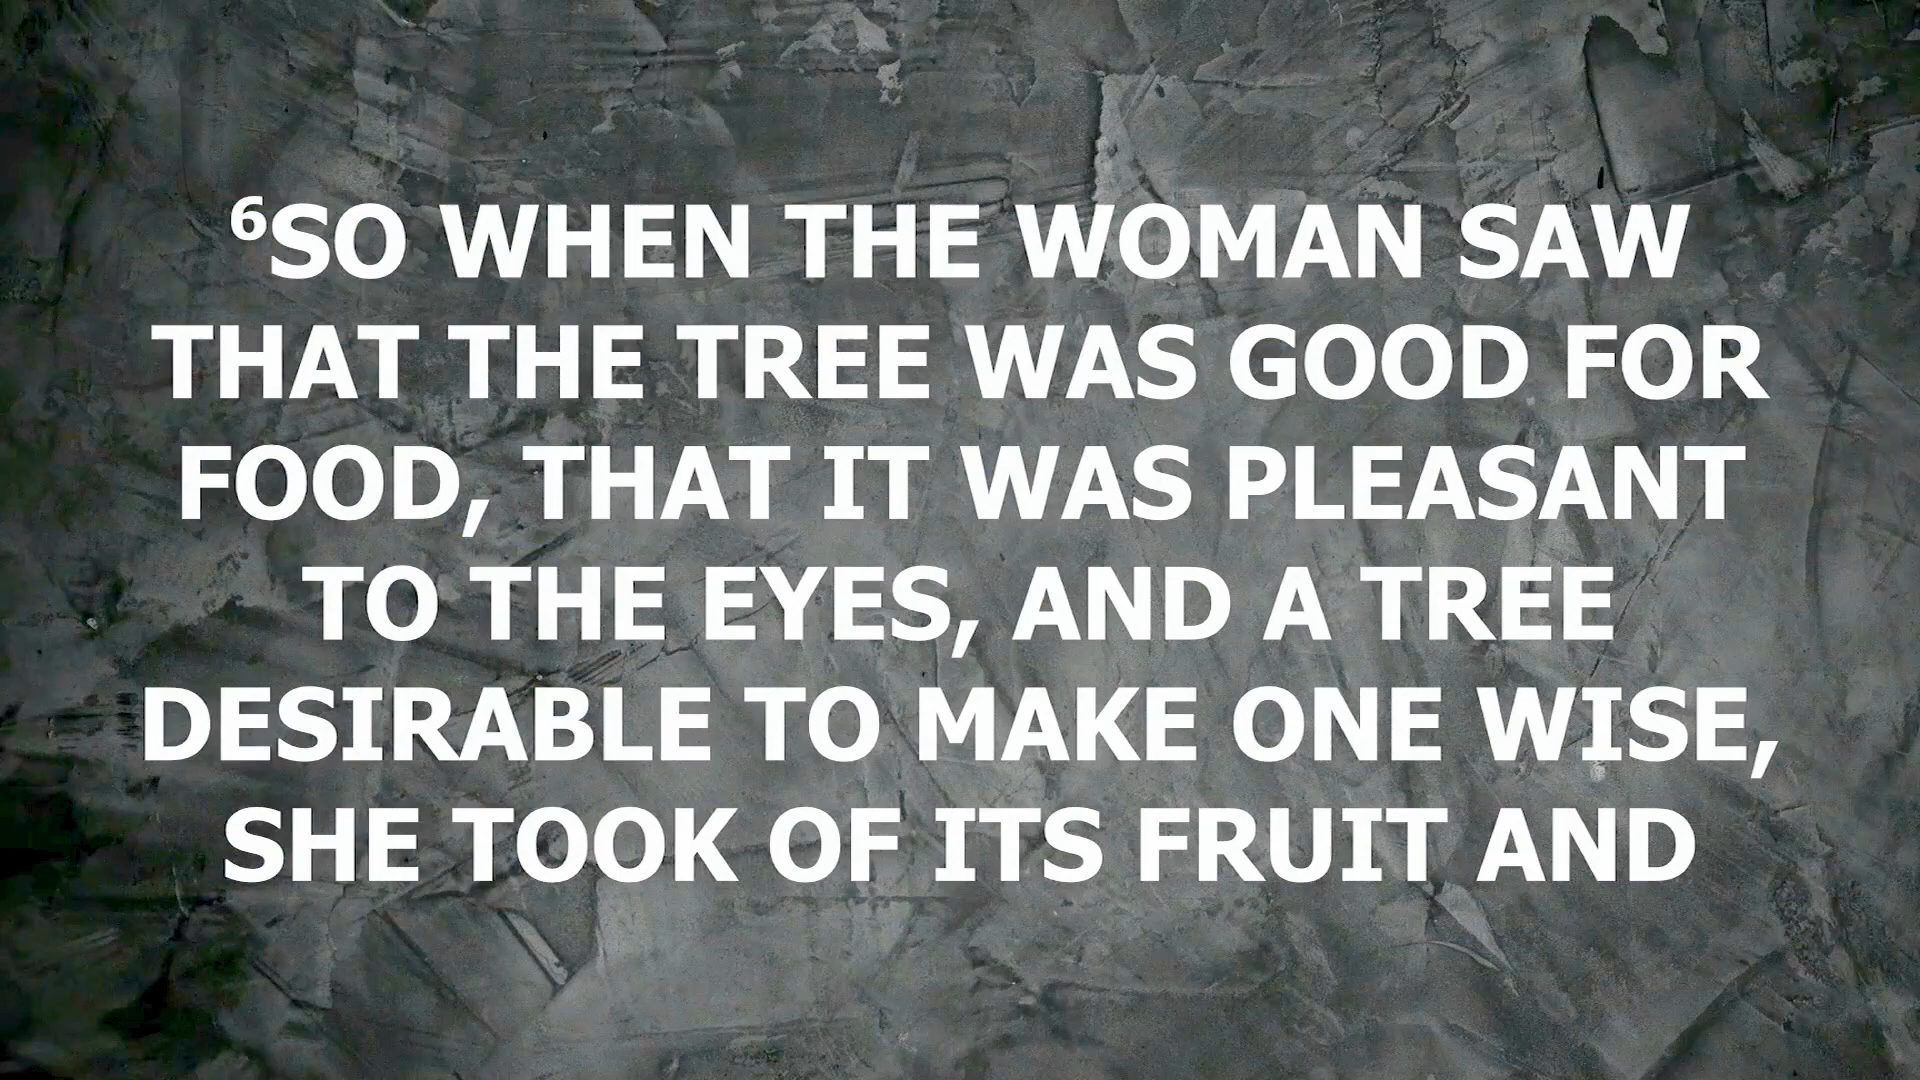 ⁶SO WHEN THE WOMAN SAW
THAT THE TREE WAS GOOD FOR
FOOD, THAT IT WAS PLEASANT
TO THE EYES, AND A TREE
DESIRABLE TO MAKE ONE WISE,
SHE TOOK OF ITS FRUIT AND